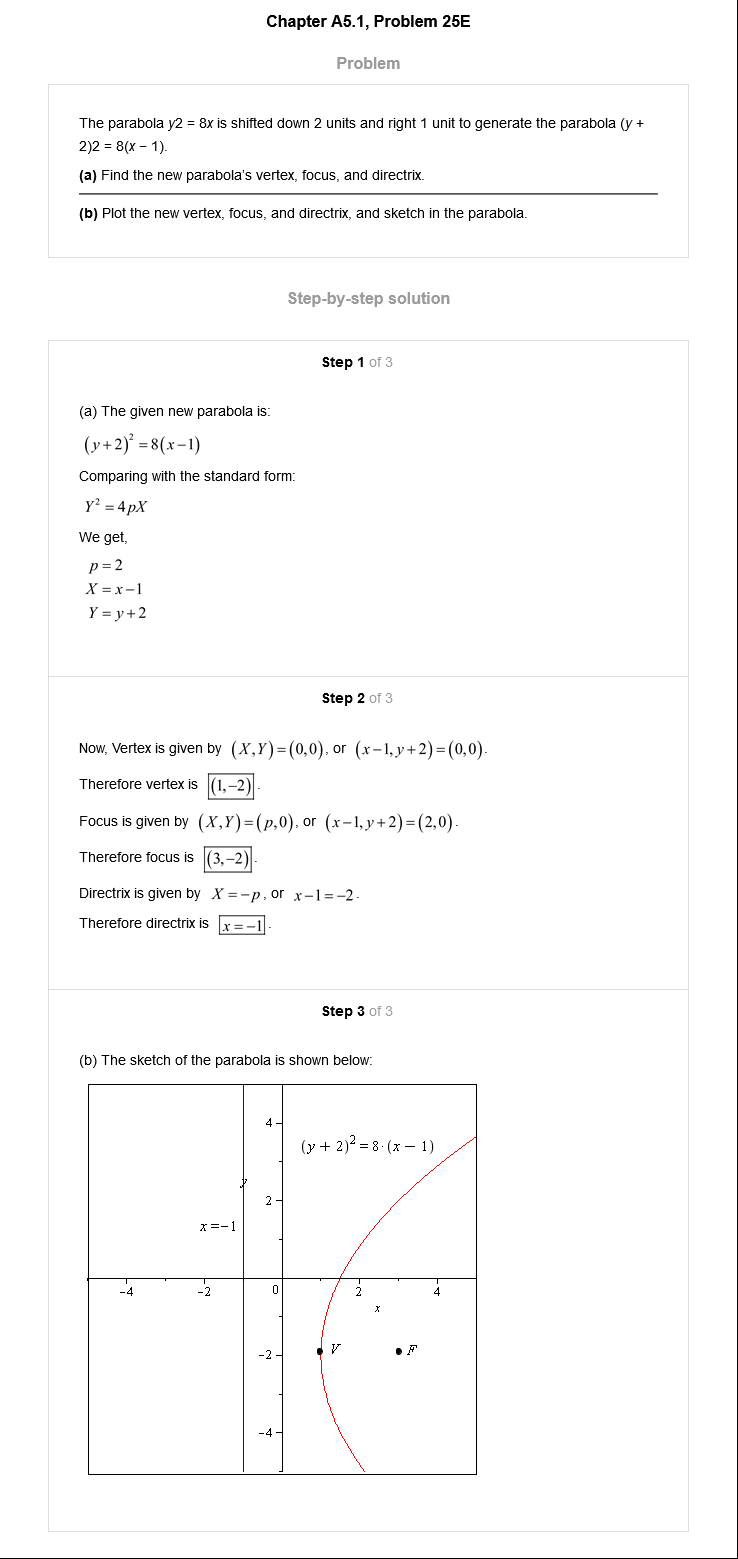 Chapter A5.1, Problem 25E
Problem
The parabola y2 = 8x is shifted down 2 units and right 1 unit to generate the parabola (y +
2)2 = 8(x − 1).
(a) Find the new parabola's vertex, focus, and directrix.
(b) Plot the new vertex, focus, and directrix, and sketch in the parabola.
Step-by-step solution
Step 1 of 3
(a) The given new parabola is:
(y+2)² =8(x−1)
Comparing with the standard form:
Y² = 4pX
We get,
p = 2
X = x−1
Y = y+2
Step 2 of 3
Now, Vertex is given by (X,Y)=(0,0), or (x−1,y+2)=(0,0).
Therefore vertex is (1,−2).
Focus is given by (X,Y)=(p,0), or (x−1,y+2)=(2,0).
Therefore focus is (3,−2).
Directrix is given by X=−p, or x−1=−2.
Therefore directrix is x=−1.
Step 3 of 3
(b) The sketch of the parabola is shown below:
4
(y + 2)² = 8·(x − 1)
y
2
x=−1
−4 −2 0 2 4
x
−2 V F
−4